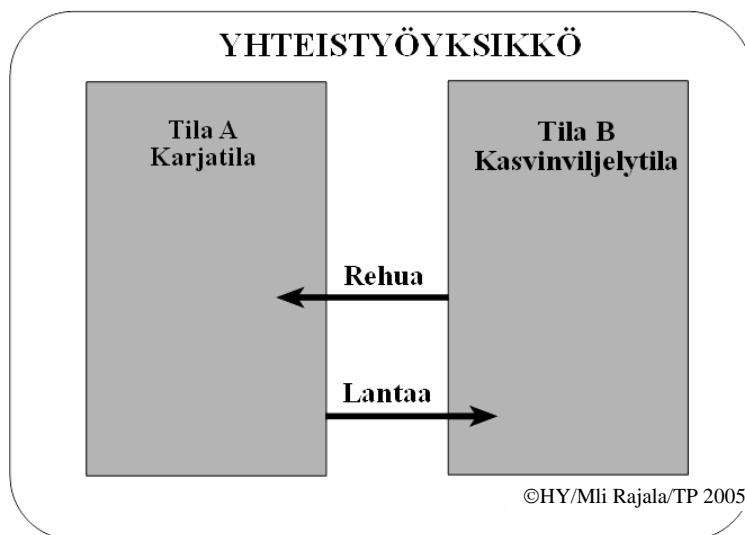 YHTEISTYÖYKSIKKÖ
Tila A
Karjatila
Tila B
Kasvinviljelytila
Rehua
Lantaa
©HY/Mli Rajala/TP 2005